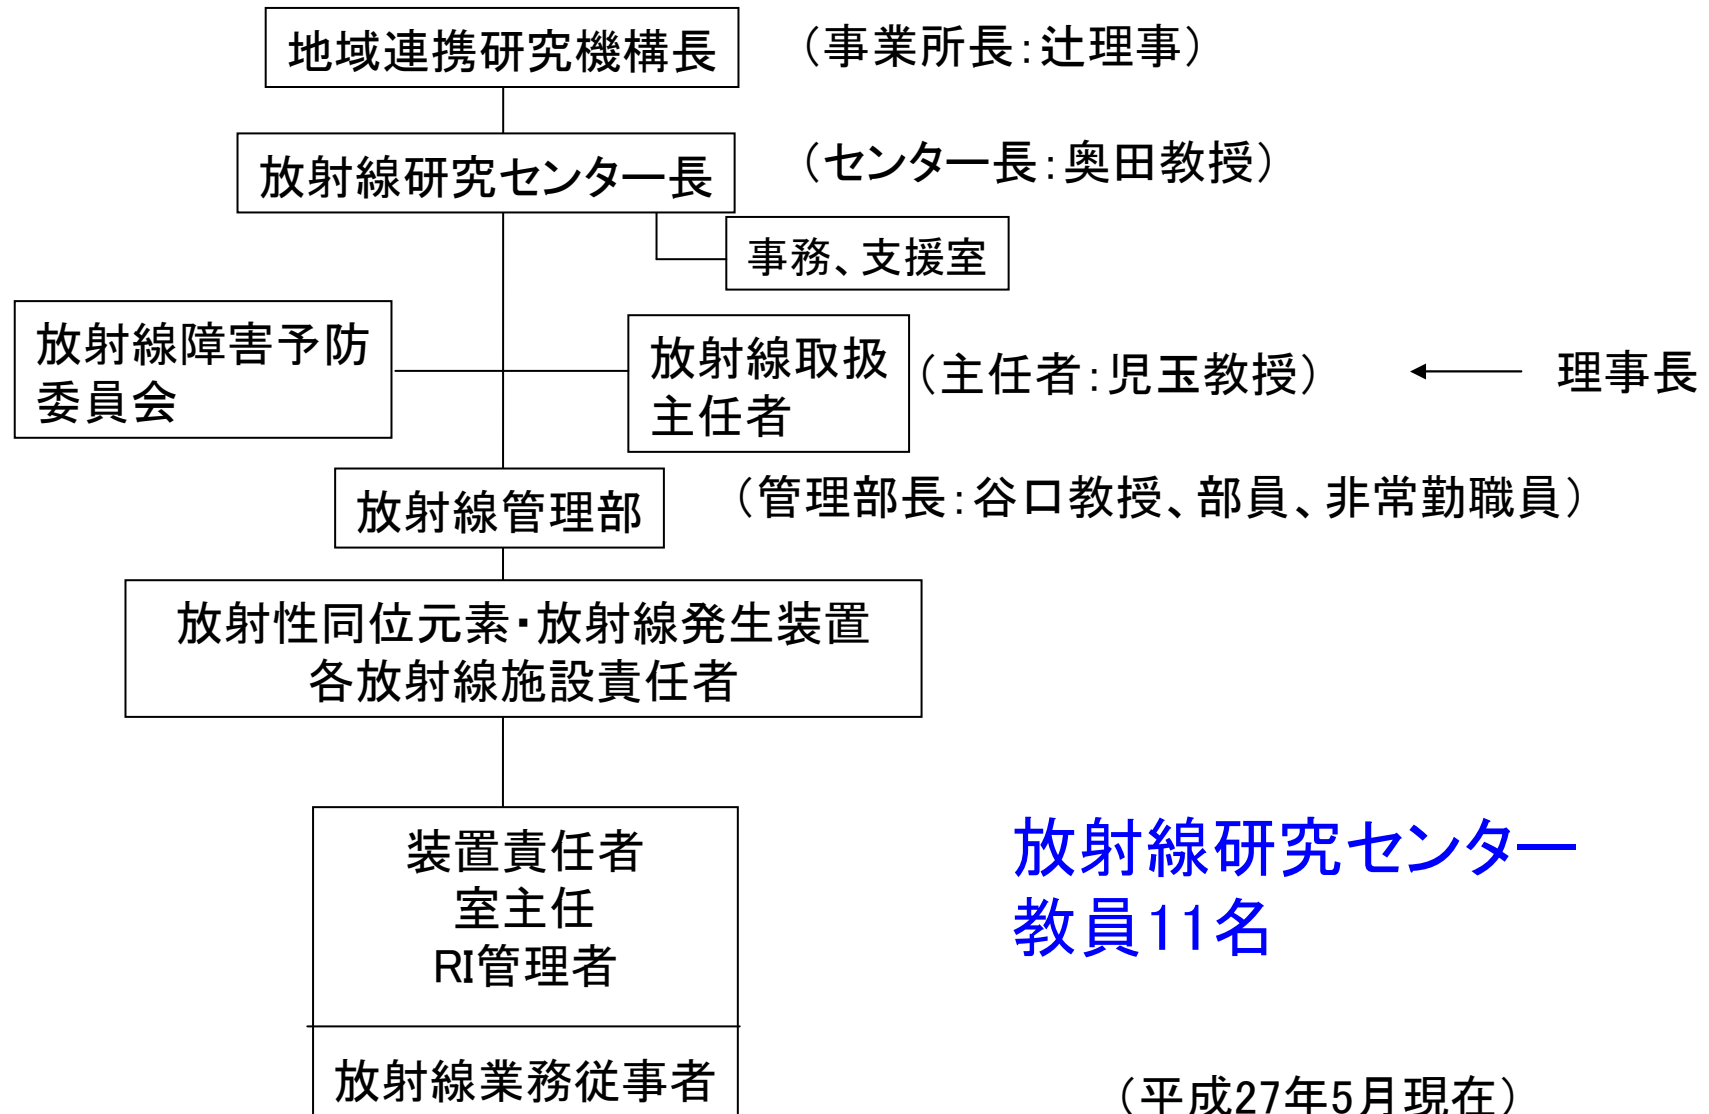 地域連携研究機構長
（事業所長：辻理事）
放射線研究センター長
（センター長：奥田教授）
事務、支援室
放射線障害予防
委員会
放射線取扱
主任者
（主任者：児玉教授）
理事長
放射線管理部
（管理部長：谷口教授、部員、非常勤職員）
放射性同位元素・放射線発生装置
各放射線施設責任者
装置責任者
室主任
RI管理者
放射線研究センター
教員11名
放射線業務従事者
（平成27年5月現在）